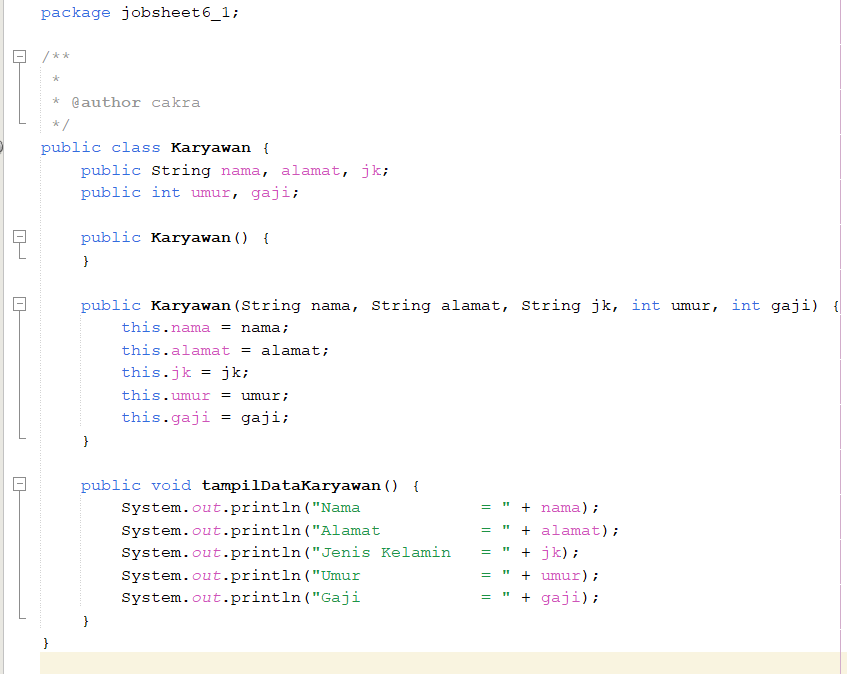 package jobsheet6_1;
/**
 *
 * @author cakra
 */
public class Karyawan {
    public String nama, alamat, jk;
    public int umur, gaji;
    public Karyawan() {
    }
    public Karyawan(String nama, String alamat, String jk, int umur, int gaji) {
        this.nama = nama;
        this.alamat = alamat;
        this.jk = jk;
        this.umur = umur;
        this.gaji = gaji;
    }
    public void tampilDataKaryawan() {
        System.out.println("Nama            = " + nama);
        System.out.println("Alamat          = " + alamat);
        System.out.println("Jenis Kelamin   = " + jk);
        System.out.println("Umur            = " + umur);
        System.out.println("Gaji            = " + gaji);
    }
}